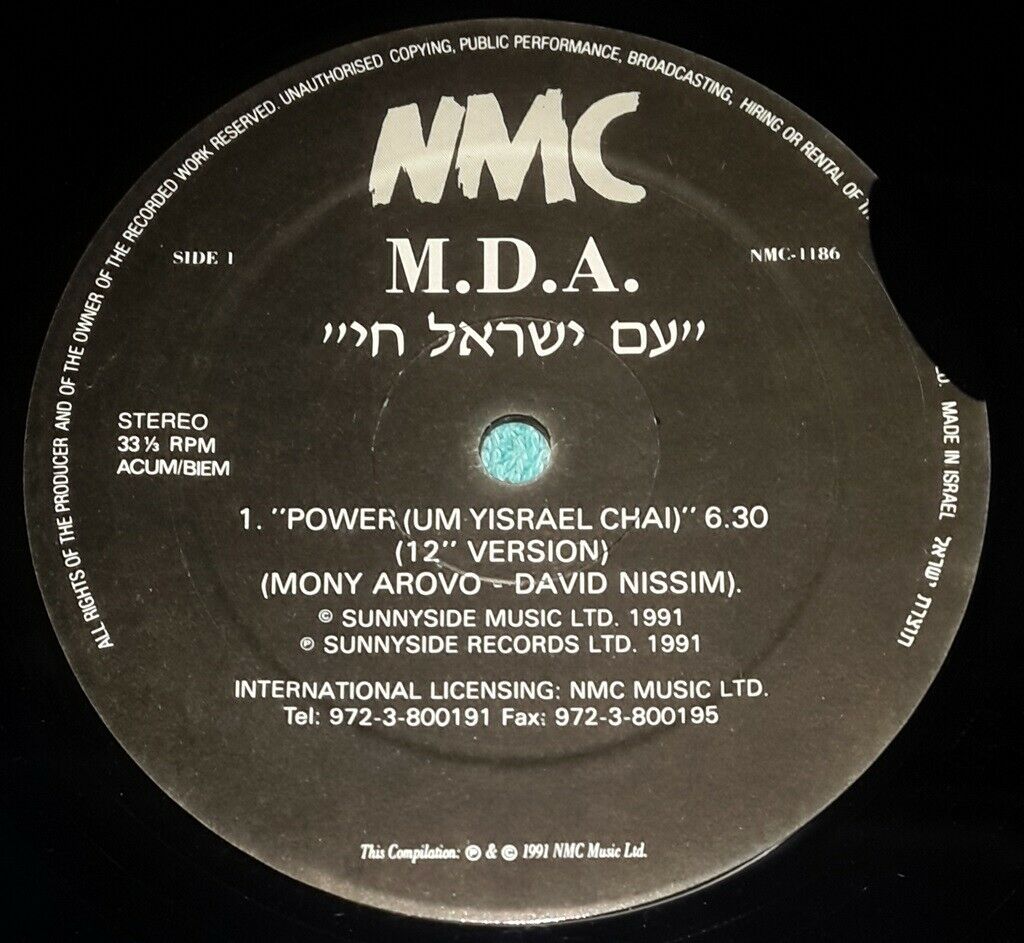 ALL RIGHTS OF THE PRODUCER AND OF THE OWNER OF THE RECORDED WORK RESERVED. UNAUTHORISED COPYING, PUBLIC PERFORMANCE, BROADCASTING, HIRING OR RENTAL OF
MADE IN ISRAEL תוצרת ישראל
NMC
SIDE 1
NMC-1186
M.D.A.
"עם ישראל חי"
STEREO
33 ⅓ RPM
ACUM/BIEM
1. "POWER (UM YISRAEL CHAI)" 6.30
(12" VERSION)
(MONY AROVO - DAVID NISSIM).
© SUNNYSIDE MUSIC LTD. 1991
℗ SUNNYSIDE RECORDS LTD. 1991
INTERNATIONAL LICENSING: NMC MUSIC LTD.
Tel: 972-3-800191 Fax: 972-3-800195
This Compilation: ℗ & © 1991 NMC Music Ltd.